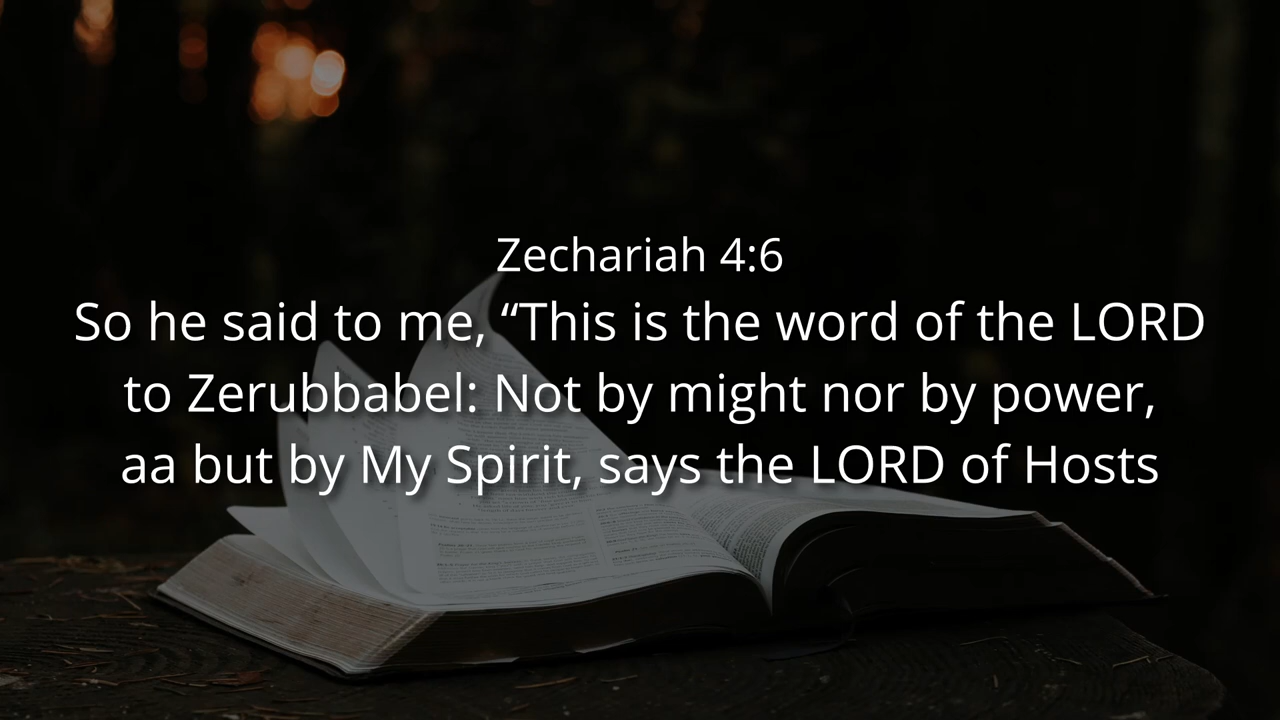 Zechariah 4:6
So he said to me, “This is the word of the LORD
to Zerubbabel: Not by might nor by power,
aa but by My Spirit, says the LORD of Hosts